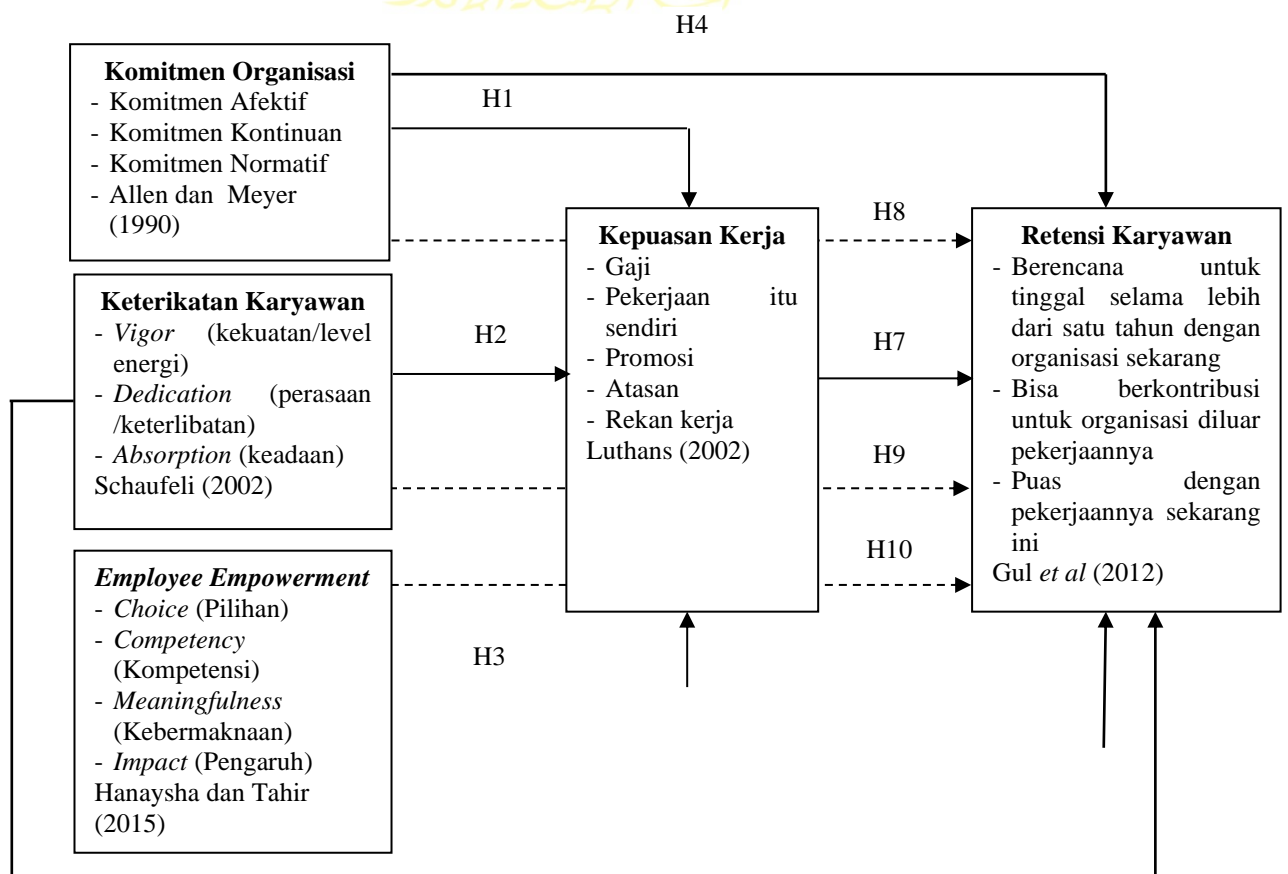 H4
Komitmen Organisasi
- Komitmen Afektif
- Komitmen Kontinuan
- Komitmen Normatif
- Allen dan Meyer
(1990)
H1
Keterikatan Karyawan
- Vigor (kekuatan/level
energi)
- Dedication (perasaan
/keterlibatan)
- Absorption (keadaan)
Schaufeli (2002)
H2
Employee Empowerment
- Choice (Pilihan)
- Competency
(Kompetensi)
- Meaningfulness
(Kebermaknaan)
- Impact (Pengaruh)
Hanaysha dan Tahir
(2015)
H3
Kepuasan Kerja
- Gaji
- Pekerjaan itu
sendiri
- Promosi
- Atasan
- Rekan kerja
Luthans (2002)
H8
H7
H9
H10
Retensi Karyawan
- Berencana untuk
tinggal selama lebih
dari satu tahun dengan
organisasi sekarang
- Bisa berkontribusi
untuk organisasi diluar
pekerjaannya
- Puas dengan
pekerjaannya sekarang
ini
Gul et al (2012)